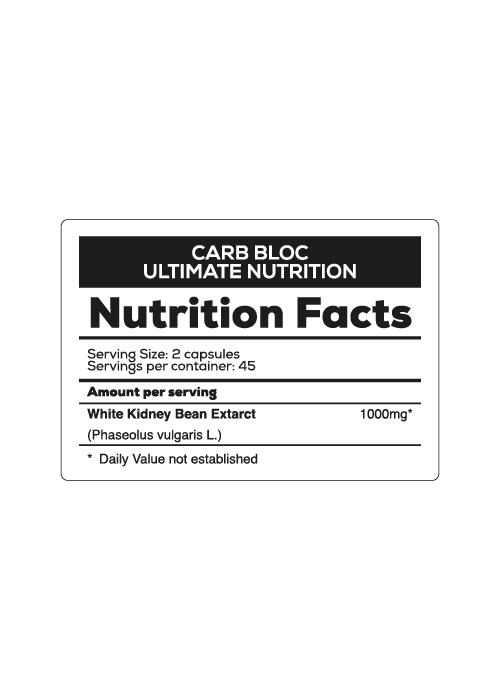 CARB BLOC
ULTIMATE NUTRITION
Nutrition Facts
Serving Size: 2 capsules
Servings per container: 45
Amount per serving
White Kidney Bean Extarct 1000mg*
(Phaseolus vulgaris L.)
* Daily Value not established